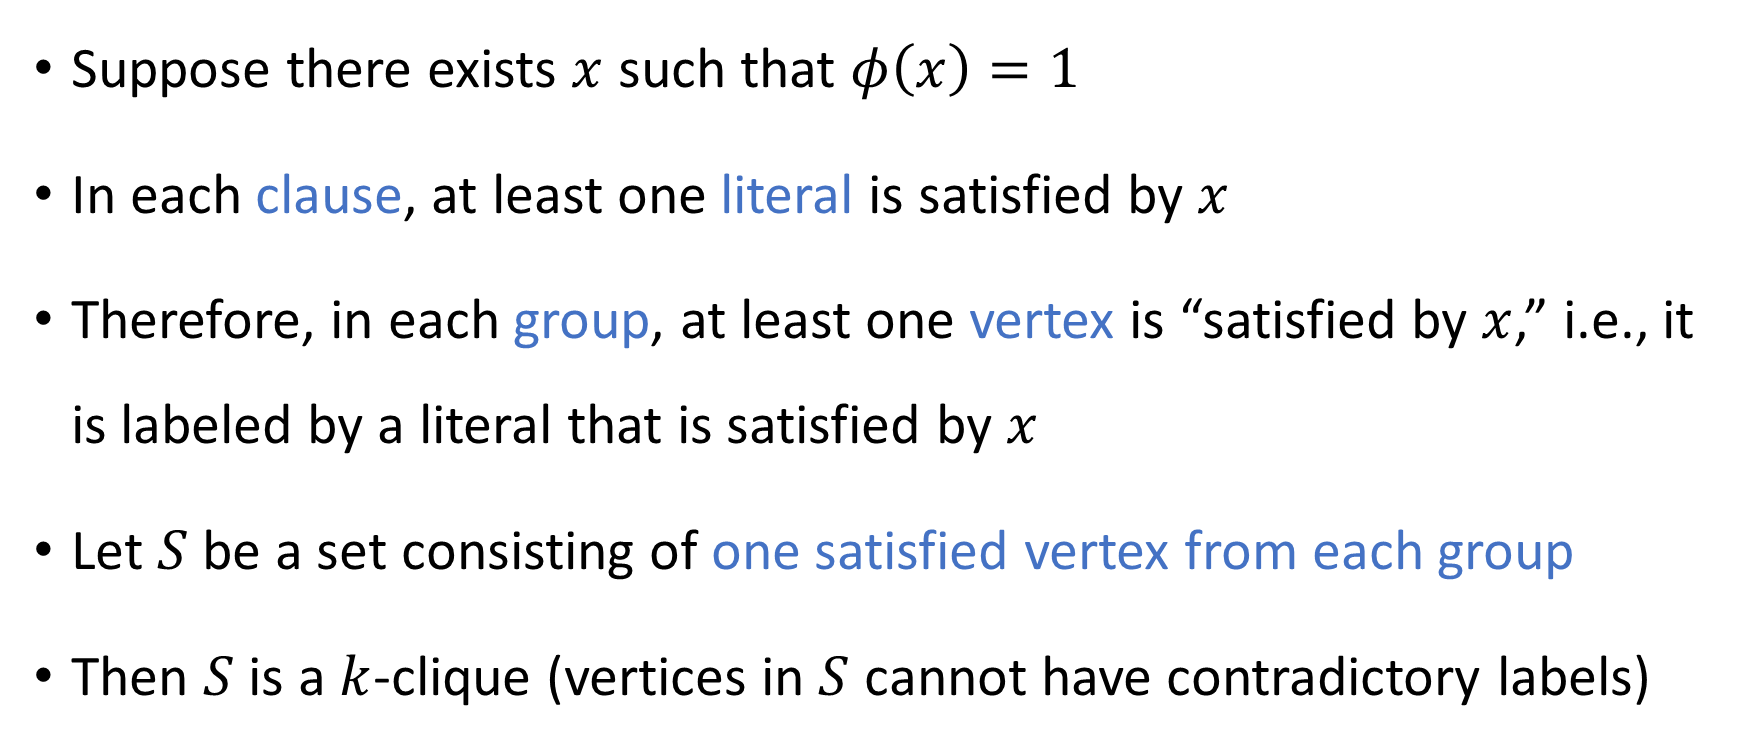 • Suppose there exists 𝑥 such that 𝜙(𝑥) = 1
• In each clause, at least one literal is satisfied by 𝑥
• Therefore, in each group, at least one vertex is “satisfied by 𝑥,” i.e., it
is labeled by a literal that is satisfied by 𝑥
• Let 𝑆 be a set consisting of one satisfied vertex from each group
• Then 𝑆 is a 𝑘-clique (vertices in 𝑆 cannot have contradictory labels)